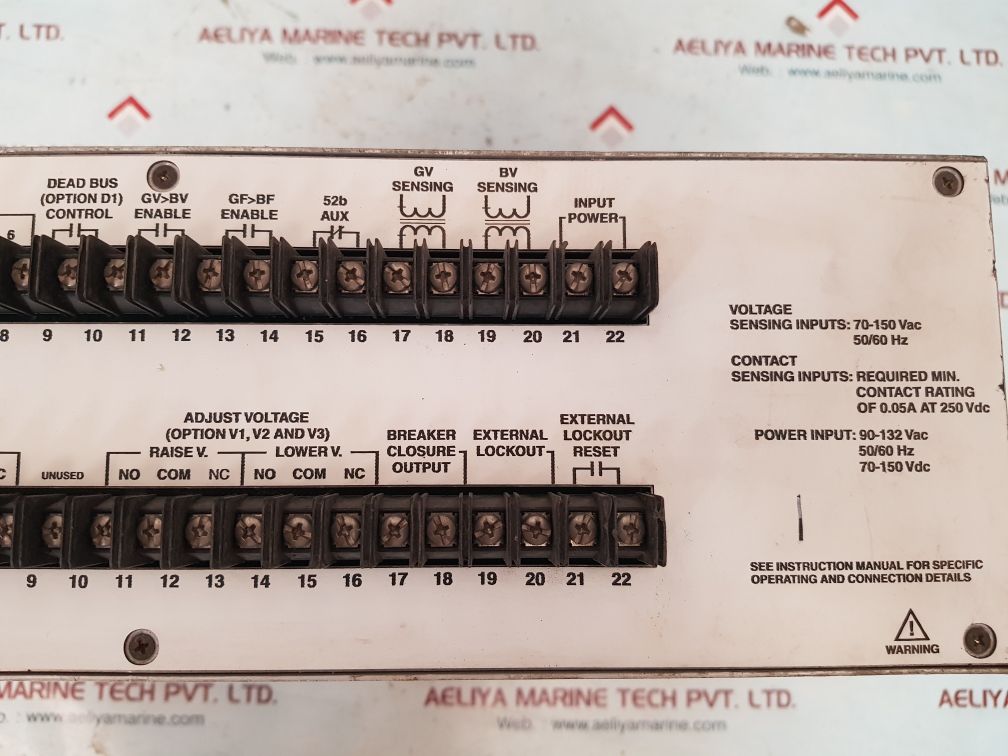 . LTD.
AELIYA MARINE TECH PVT. LTD.
Web. : www.aeliyamarine.com
AELIYA MARINE TECH PVT. LTD.
Web. : www.aeliyamarine.com
DEAD BUS
(OPTION D1)
CONTROL
GV>BV
ENABLE
GF>BF
ENABLE
52b
AUX
GV
SENSING
BV
SENSING
INPUT
POWER
6
8 9 10 11 12 13 14 15 16 17 18 19 20 21 22
VOLTAGE
SENSING INPUTS: 70-150 Vac
50/60 Hz
CONTACT
SENSING INPUTS: REQUIRED MIN.
CONTACT RATING
OF 0.05A AT 250 Vdc
POWER INPUT: 90-132 Vac
50/60 Hz
70-150 Vdc
ADJUST VOLTAGE
(OPTION V1, V2 AND V3)
RAISE V. LOWER V.
C UNUSED NO COM NC NO COM NC
BREAKER
CLOSURE
OUTPUT
EXTERNAL
LOCKOUT
EXTERNAL
LOCKOUT
RESET
9 10 11 12 13 14 15 16 17 18 19 20 21 22
SEE INSTRUCTION MANUAL FOR SPECIFIC
OPERATING AND CONNECTION DETAILS
!
WARNING
MARINE TECH PVT. LTD.
: www.aeliyamarine.com
AELIYA MARINE TECH PVT. LTD.
Web. : www.aeliyamarine.com
AELIYA